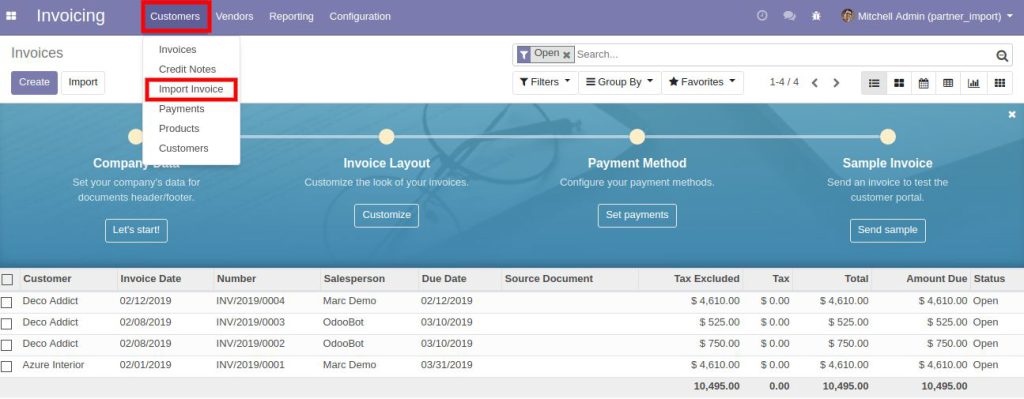 Invoicing Customers Vendors Reporting Configuration Mitchell Admin (partner_import)
Invoices
Open Search...
Create Import
Filters Group By Favorites 1-4 / 4
Invoices
Credit Notes
Import Invoice
Payments
Products
Customers
Company Data Invoice Layout Payment Method Sample Invoice
Set your company's data for Customize the look of your invoices. Configure your payment methods. Send an invoice to test the
documents header/footer. customer portal.
Let's start! Customize Set payments Send sample
Customer Invoice Date Number Salesperson Due Date Source Document Tax Excluded Tax Total Amount Due Status
Deco Addict 02/12/2019 INV/2019/0004 Marc Demo 02/12/2019 $ 4,610.00 $ 0.00 $ 4,610.00 $ 4,610.00 Open
Deco Addict 02/08/2019 INV/2019/0003 OdooBot 03/10/2019 $ 525.00 $ 0.00 $ 525.00 $ 525.00 Open
Deco Addict 02/08/2019 INV/2019/0002 OdooBot 03/10/2019 $ 750.00 $ 0.00 $ 750.00 $ 750.00 Open
Azure Interior 02/01/2019 INV/2019/0001 Marc Demo 03/31/2019 $ 4,610.00 $ 0.00 $ 4,610.00 $ 4,610.00 Open
10,495.00 0.00 10,495.00 10,495.00